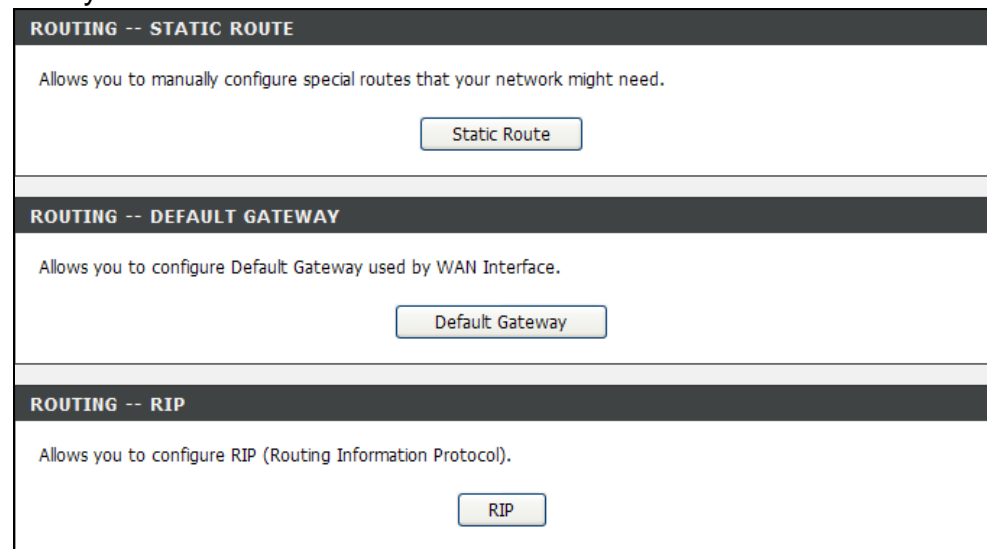 ROUTING -- STATIC ROUTE
Allows you to manually configure special routes that your network might need.
Static Route
ROUTING -- DEFAULT GATEWAY
Allows you to configure Default Gateway used by WAN Interface.
Default Gateway
ROUTING -- RIP
Allows you to configure RIP (Routing Information Protocol).
RIP